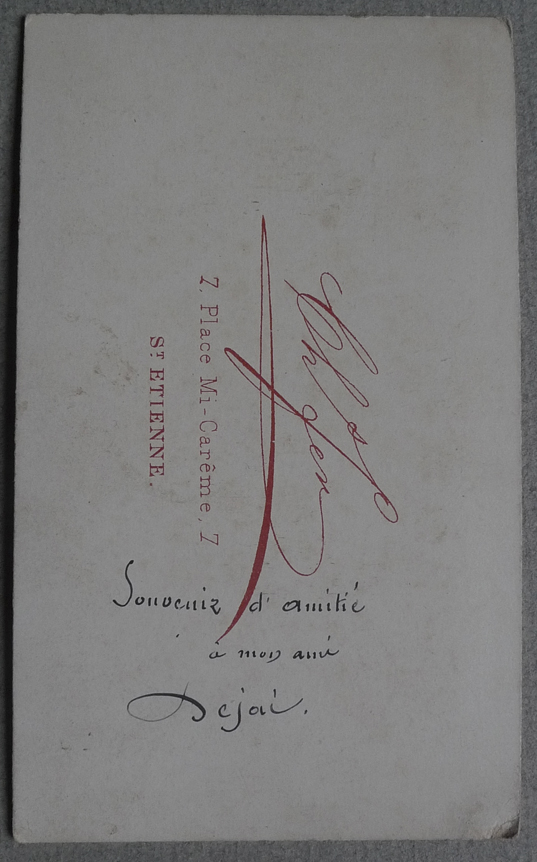 7, Place Mi-Carême, 7
ST ETIENNE.
Souvenir d'amitié
à mon ami
Dejai.